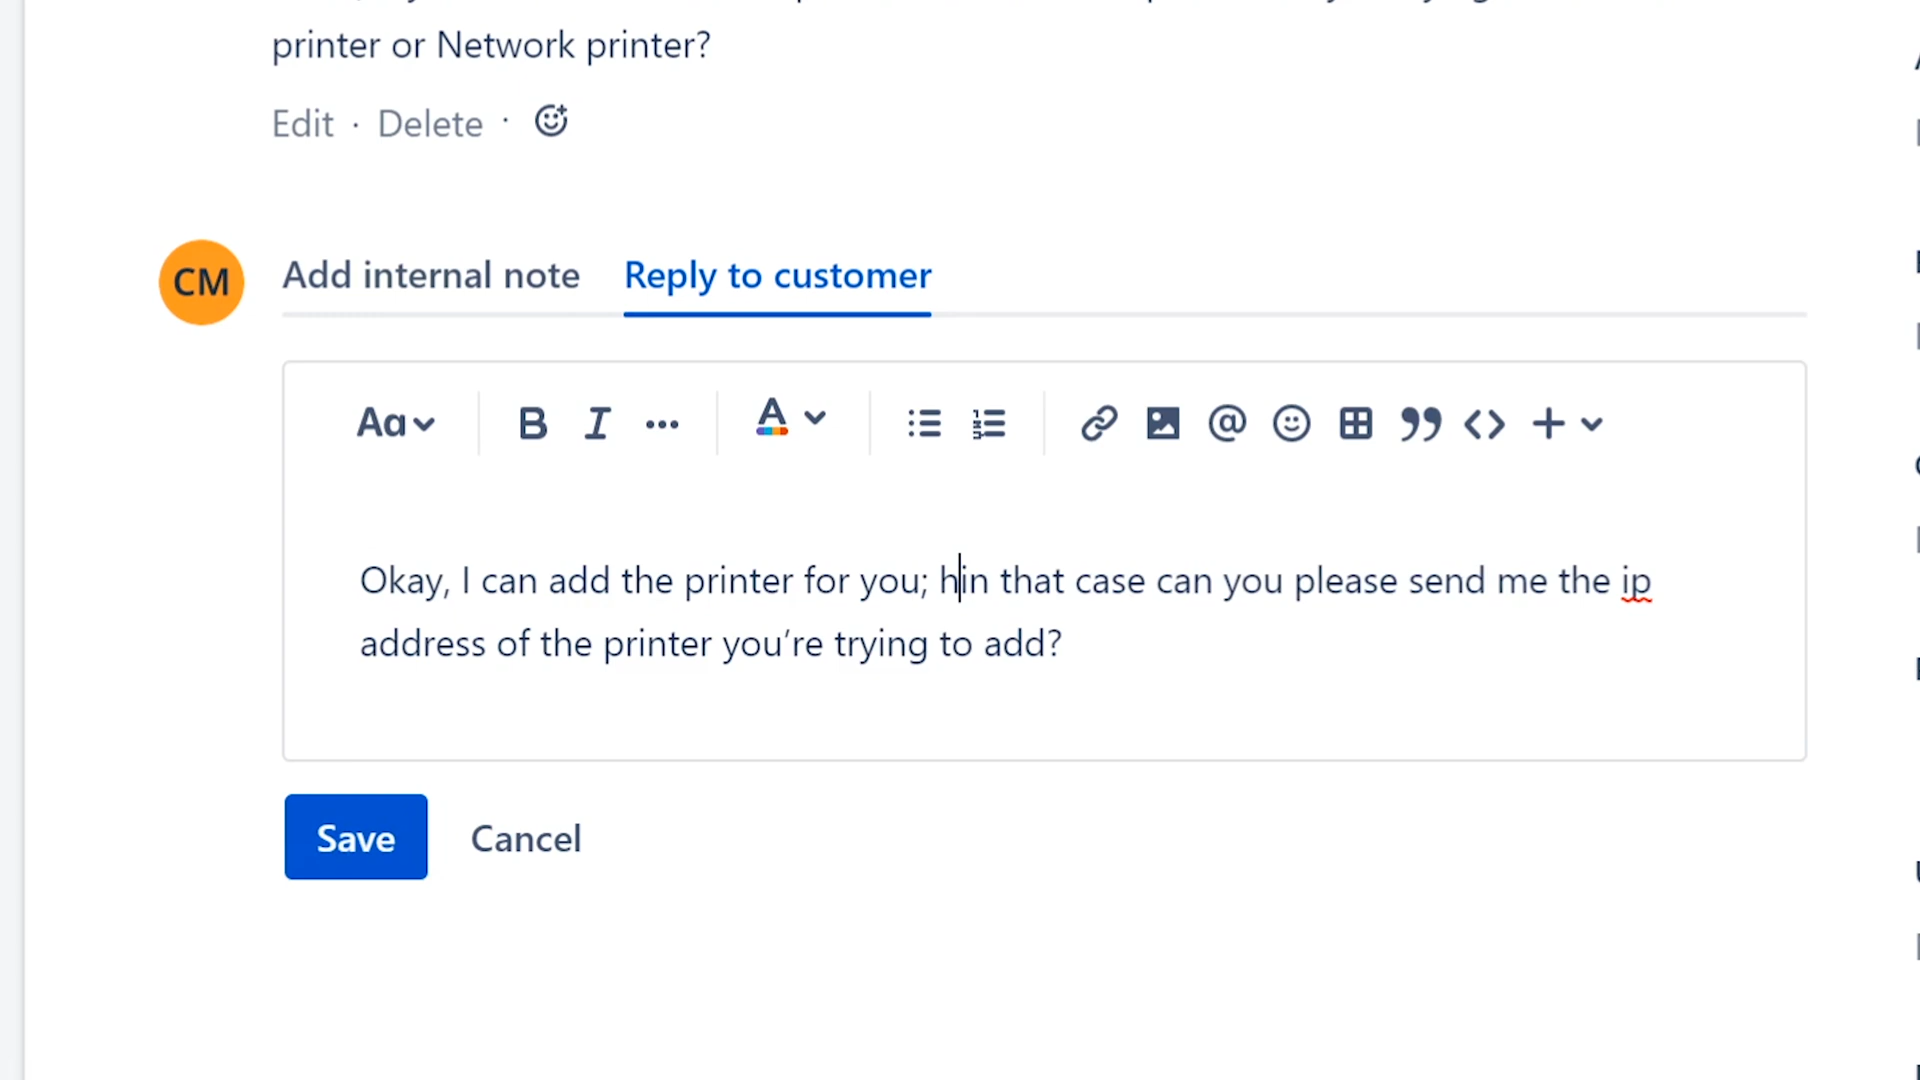 printer or Network printer?
Edit · Delete ·
CM
Add internal note Reply to customer
Aa B I ... A @ + 
Okay, I can add the printer for you; hin that case can you please send me the ip
address of the printer you’re trying to add?
Save Cancel